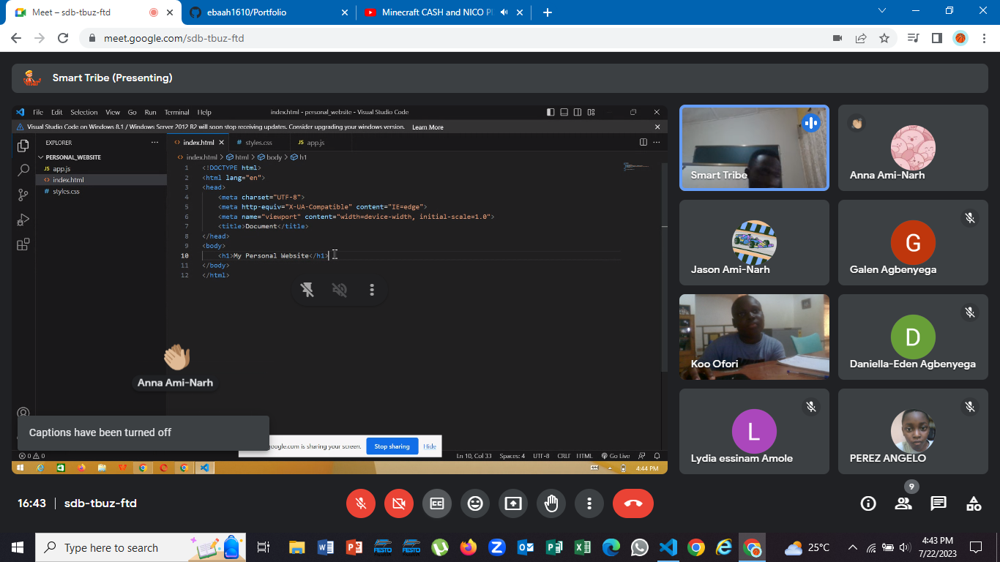 Meet – sdb-tbuz-ftd
ebaah1610/Portfolio
Minecraft CASH and NICO Pl
meet.google.com/sdb-tbuz-ftd
Smart Tribe (Presenting)
File Edit Selection View Go Run Terminal Help
index.html - personal_website - Visual Studio Code
Visual Studio Code on Windows 8.1 / Windows Server 2012 R2 will soon stop receiving updates. Consider upgrading your windows version. Learn More
EXPLORER
PERSONAL_WEBSITE
app.js
index.html
styles.css
index.html
styles.css
app.js
index.html > html > body > h1
1 <!DOCTYPE html>
2 <html lang="en">
3 <head>
4 <meta charset="UTF-8">
5 <meta http-equiv="X-UA-Compatible" content="IE=edge">
6 <meta name="viewport" content="width=device-width, initial-scale=1.0">
7 <title>Document</title>
8 </head>
9 <body>
10 <h1>My Personal Website</h1>
11 </body>
12 </html>
Anna Ami-Narh
Captions have been turned off
google.com is sharing your screen. Stop sharing Hide
0 0
Ln 10, Col 33 Spaces: 4 UTF-8 CRLF HTML Go Live
4:44 PM
Smart Tribe
Anna Ami-Narh
Jason Ami-Narh
G
Galen Agbenyega
Koo Ofori
D
Daniella-Eden Agbenyega
L
Lydia essinam Amole
PEREZ ANGELO
16:43 | sdb-tbuz-ftd
9
Type here to search
FESTO
FESTO
25°C
4:43 PM
7/22/2023